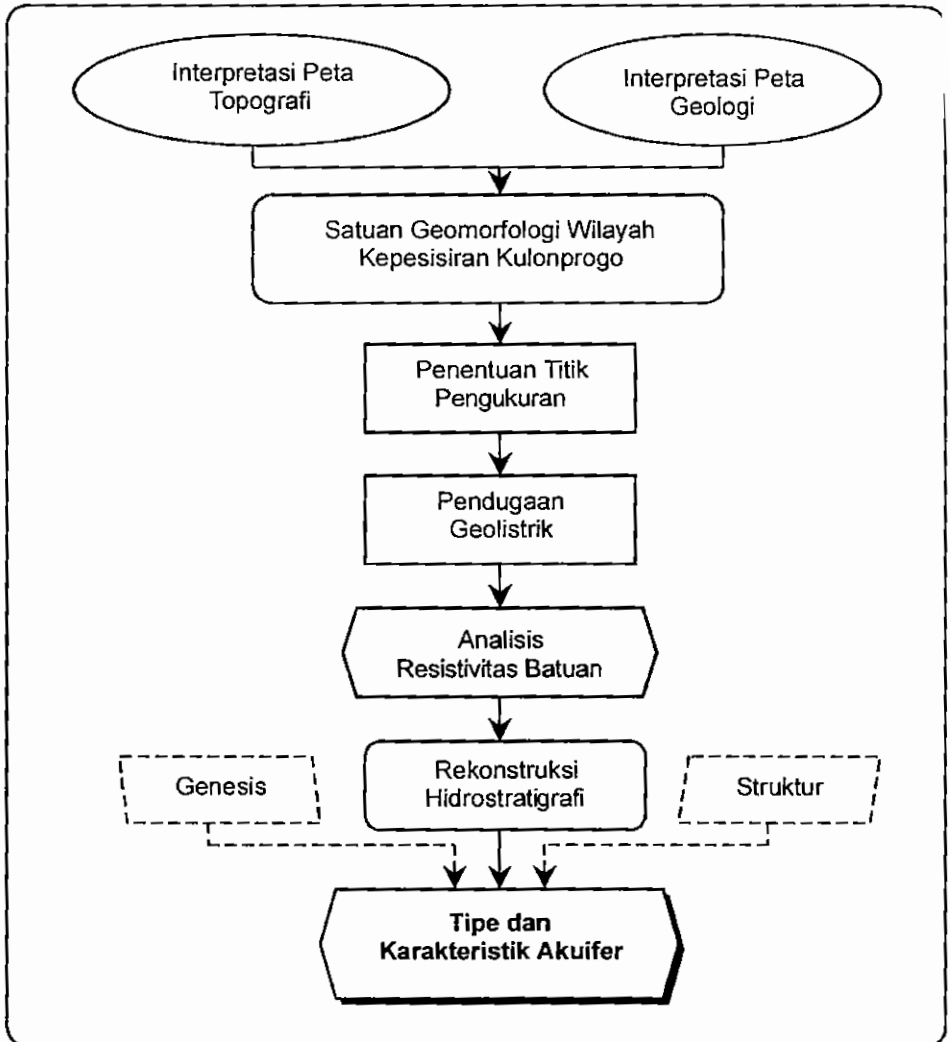 Interpretasi Peta
Topografi
Interpretasi Peta
Geologi
Satuan Geomorfologi Wilayah
Kepesisiran Kulonprogo
Penentuan Titik
Pengukuran
Pendugaan
Geolistrik
Analisis
Resistivitas Batuan
Genesis
Rekonstruksi
Hidrostratigrafi
Struktur
Tipe dan
Karakteristik Akuifer